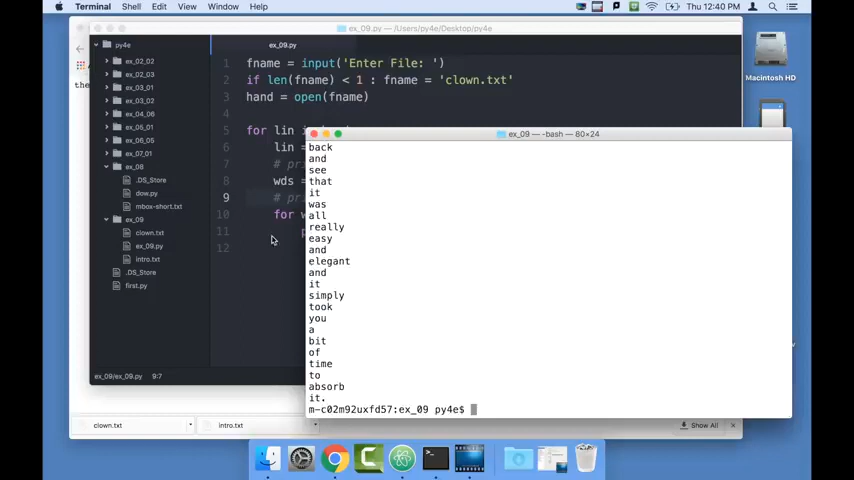 Terminal Shell Edit View Window Help Thu 12:40 PM
ex_09.py — /Users/py4e/Desktop/py4e
py4e
ex_02_02
ex_02_03
ex_03_01
ex_03_02
ex_04_06
ex_05_01
ex_05_05
ex_07_01
ex_08
.DS_Store
dow.py
mbox-short.txt
ex_09
clown.txt
ex_09.py
intro.txt
.DS_Store
first.py
ex_09/ex_09.py 9:7
ex_09.py
1 fname = input('Enter File: ')
2 if len(fname) < 1 : fname = 'clown.txt'
3 hand = open(fname)
4
5 for lin
6 lin =
7 # pr
8 wds =
9 # pr
10 for w
11 p
12
ex_09 — -bash — 80×24
back
and
see
that
it
was
all
really
easy
and
elegant
and
it
simply
took
you
a
bit
of
time
to
absorb
it.
m-c02m92uxfd57:ex_09 py4e$
the
Macintosh HD
clown.txt
intro.txt
Show All